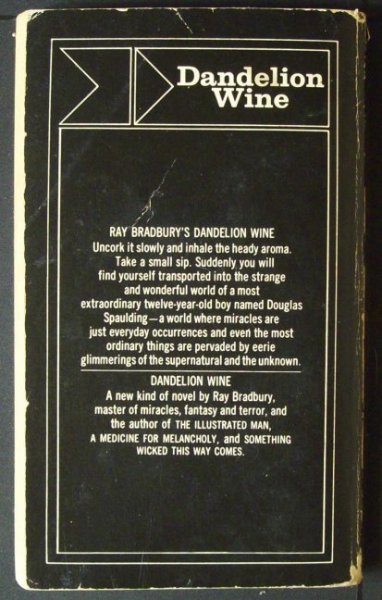 Dandelion
Wine
RAY BRADBURY'S DANDELION WINE
Uncork it slowly and inhale the heady aroma.
Take a small sip. Suddenly you will
find yourself transported into the strange
and wonderful world of a most
extraordinary twelve-year-old boy named Douglas
Spaulding—a world where miracles are
just everyday occurrences and even the most
ordinary things are pervaded by eerie
glimmerings of the supernatural and the unknown.
DANDELION WINE
A new kind of novel by Ray Bradbury,
master of miracles, fantasy and terror, and
the author of THE ILLUSTRATED MAN,
A MEDICINE FOR MELANCHOLY, and SOMETHING
WICKED THIS WAY COMES.